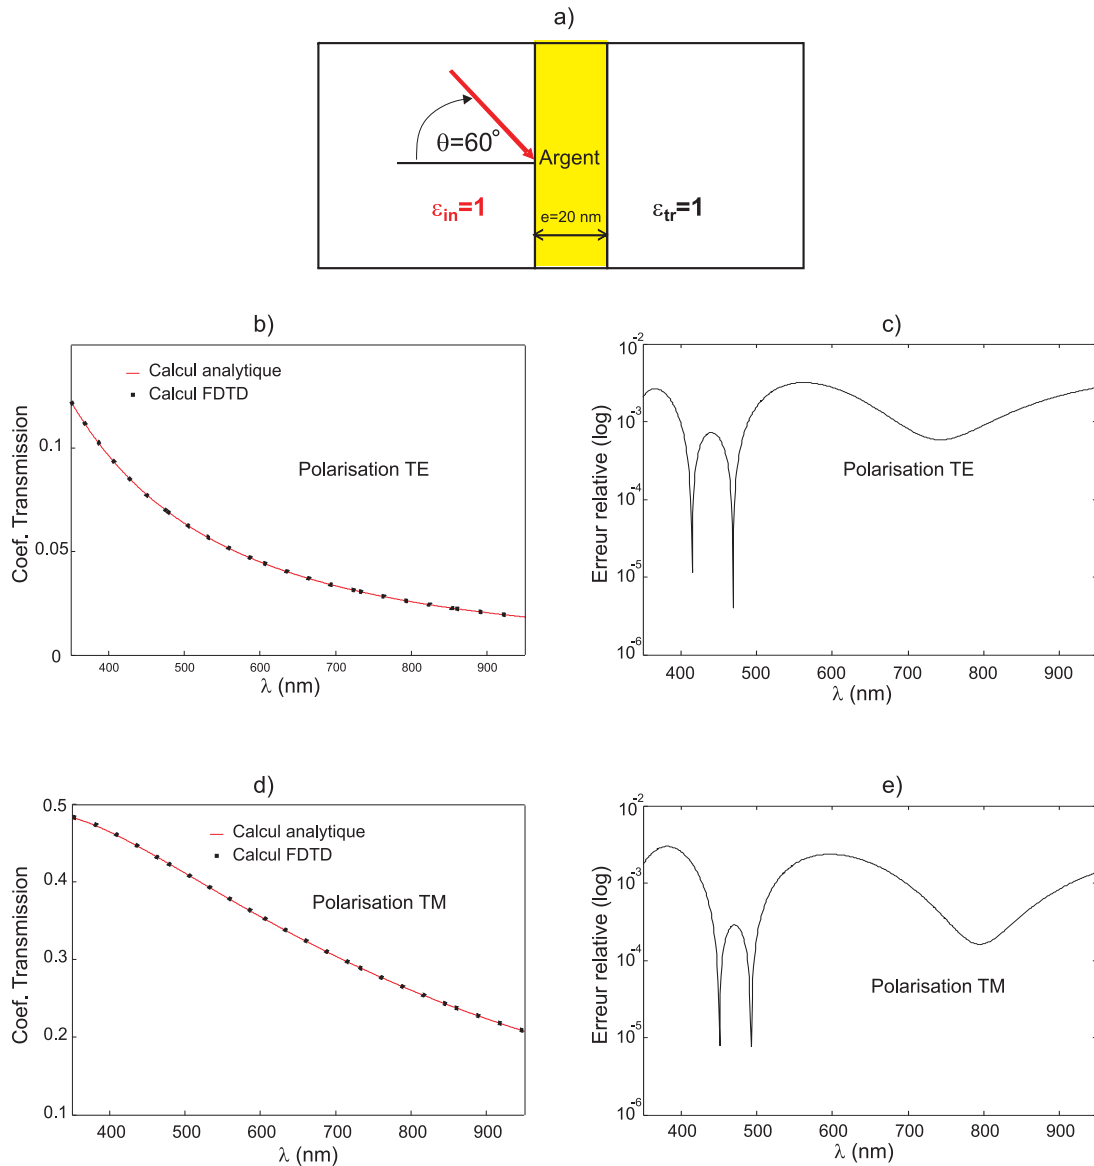 a)
θ=60°
Argent
ε_in=1
e=20 nm
ε_tr=1
b)
Calcul analytique
Calcul FDTD
Polarisation TE
Coef. Transmission
0.1
0.05
0
400 500 600 700 800 900
λ (nm)
c)
Erreur relative (log)
10^-2
10^-3
10^-4
10^-5
10^-6
Polarisation TE
400 500 600 700 800 900
λ (nm)
d)
Calcul analytique
Calcul FDTD
Polarisation TM
Coef. Transmission
0.5
0.4
0.3
0.2
0.1
400 500 600 700 800 900
λ (nm)
e)
Erreur relative (log)
10^-2
10^-3
10^-4
10^-5
10^-6
Polarisation TM
400 500 600 700 800 900
λ (nm)